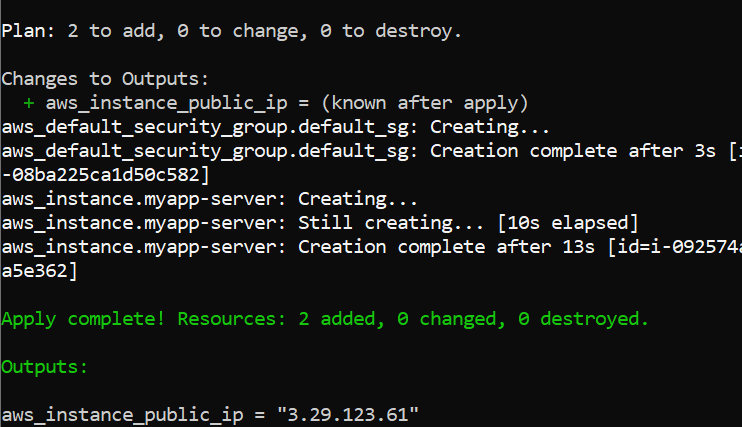 Plan: 2 to add, 0 to change, 0 to destroy.
Changes to Outputs:
+ aws_instance_public_ip = (known after apply)
aws_default_security_group.default_sg: Creating...
aws_default_security_group.default_sg: Creation complete after 3s [i
-08ba225ca1d50c582]
aws_instance.myapp-server: Creating...
aws_instance.myapp-server: Still creating... [10s elapsed]
aws_instance.myapp-server: Creation complete after 13s [id=i-092574a
a5e362]
Apply complete! Resources: 2 added, 0 changed, 0 destroyed.
Outputs:
aws_instance_public_ip = "3.29.123.61"